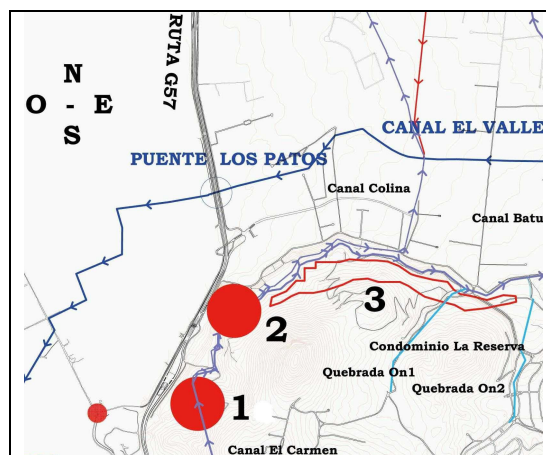 RUTA G57
N
O - E
S
CANAL EL VALLE
PUENTE LOS PATOS
Canal Colina
Canal Batu
3
2
Condominio La Reserva
Quebrada On1
Quebrada On2
1
Canal El Carmen